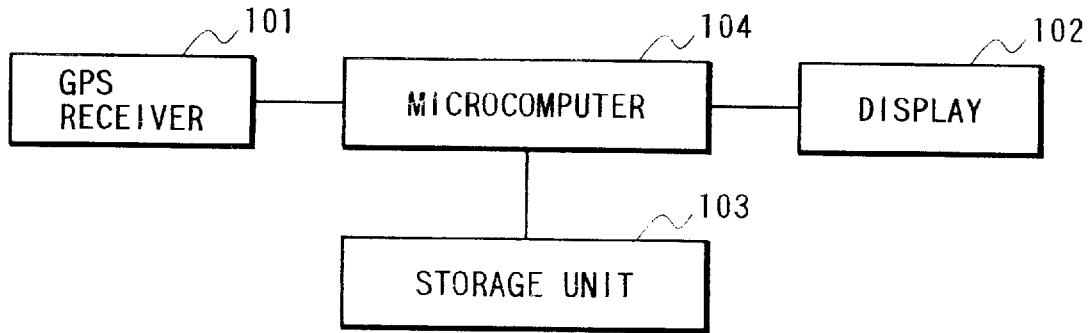 101
104
102
GPS
RECEIVER
MICROCOMPUTER
DISPLAY
103
STORAGE UNIT